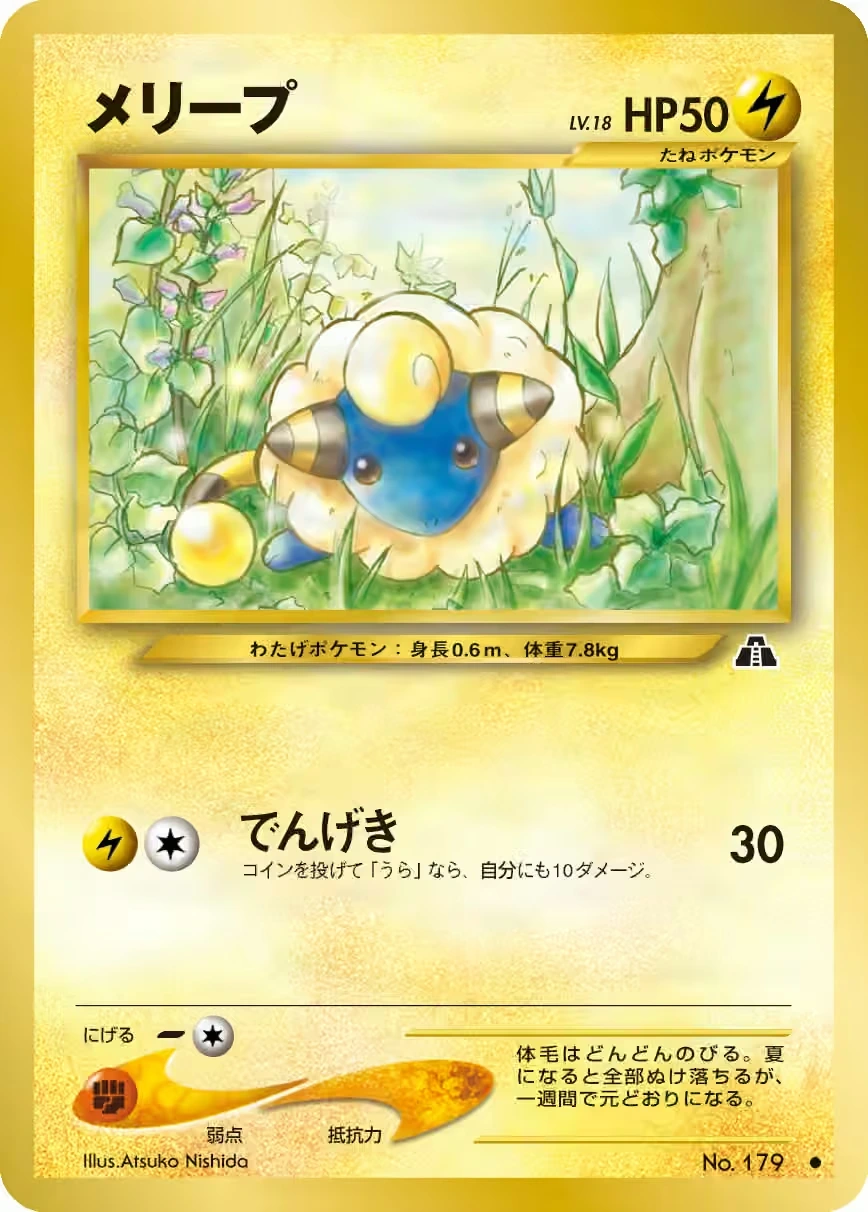 メリープ
LV.18 HP50
たねポケモン
わたげポケモン：身長0.6m、体重7.8kg
でんげき 30
コインを投げて「うら」なら、自分にも10ダメージ。
にげる
体毛はどんどんのびる。夏
になると全部ぬけ落ちるが、
一週間で元どおりになる。
弱点 抵抗力
Illus.Atsuko Nishida
No. 179